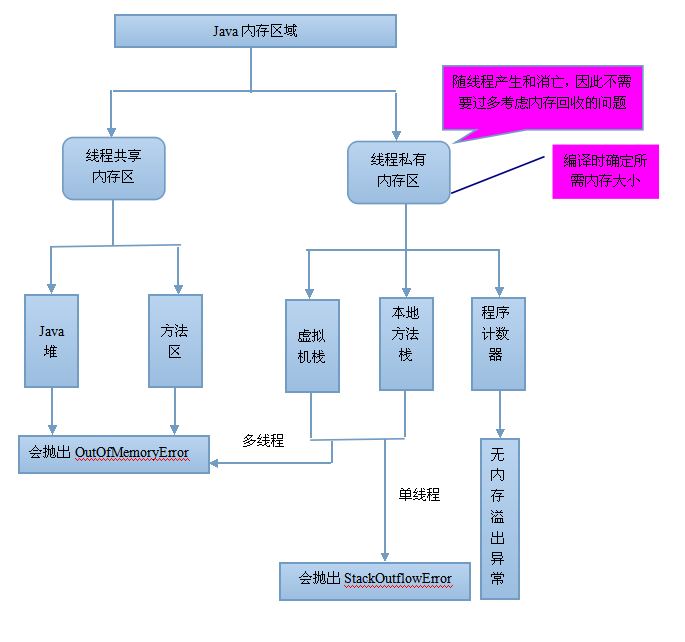 Java 内存区域
随线程产生和消亡，因此不需
要过多考虑内存回收的问题
线程共享
内存区
线程私有
内存区
编译时确定所
需内存大小
Java
堆
方法
区
虚拟
机栈
本地
方法
栈
程序
计数
器
会抛出 OutOfMemoryError
多线程
单线程
无
内
存
溢
出
异
常
会抛出 StackOutflowError